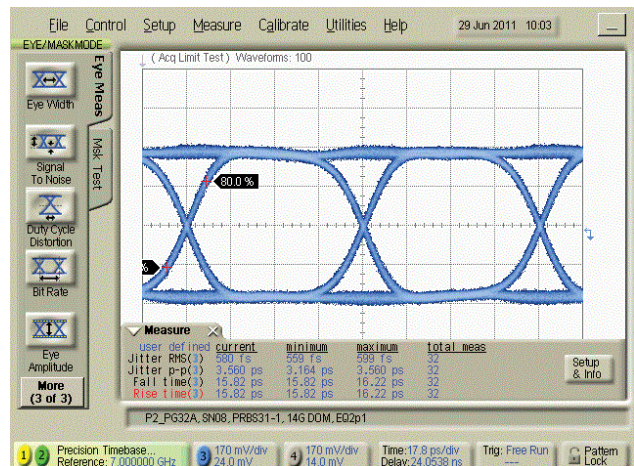 File Control Setup Measure Calibrate Utilities Help 29 Jun 2011 10:03
EYE/MASK MODE
Eye Meas
Msk Test
Eye Width
Signal
To Noise
Duty Cycle
Distortion
Bit Rate
Eye
Amplitude
More
(3 of 3)
( Acq Limit Test ) Waveforms: 100
80.0 %
%
Measure
user defined current minimum maximum total meas
Jitter RMS(3) 580 fs 559 fs 599 fs 32
Jitter p-p(3) 3.560 ps 3.164 ps 3.560 ps 32
Fall time(3) 15.82 ps 15.82 ps 16.22 ps 32
Rise time(3) 15.82 ps 15.82 ps 16.22 ps 32
Setup
& Info
P2_PG32A, SN08, PRBS31-1, 14G DOM, EQ2p1
1 2 Precision Timebase...
Reference: 7.000000 GHz
3 170 mV/div
24.0 mV
4 170 mV/div
14.0 mV
Time:17.8 ps/div
Delay:24.0538 ns
Trig: Free Run
---
Pattern
Lock